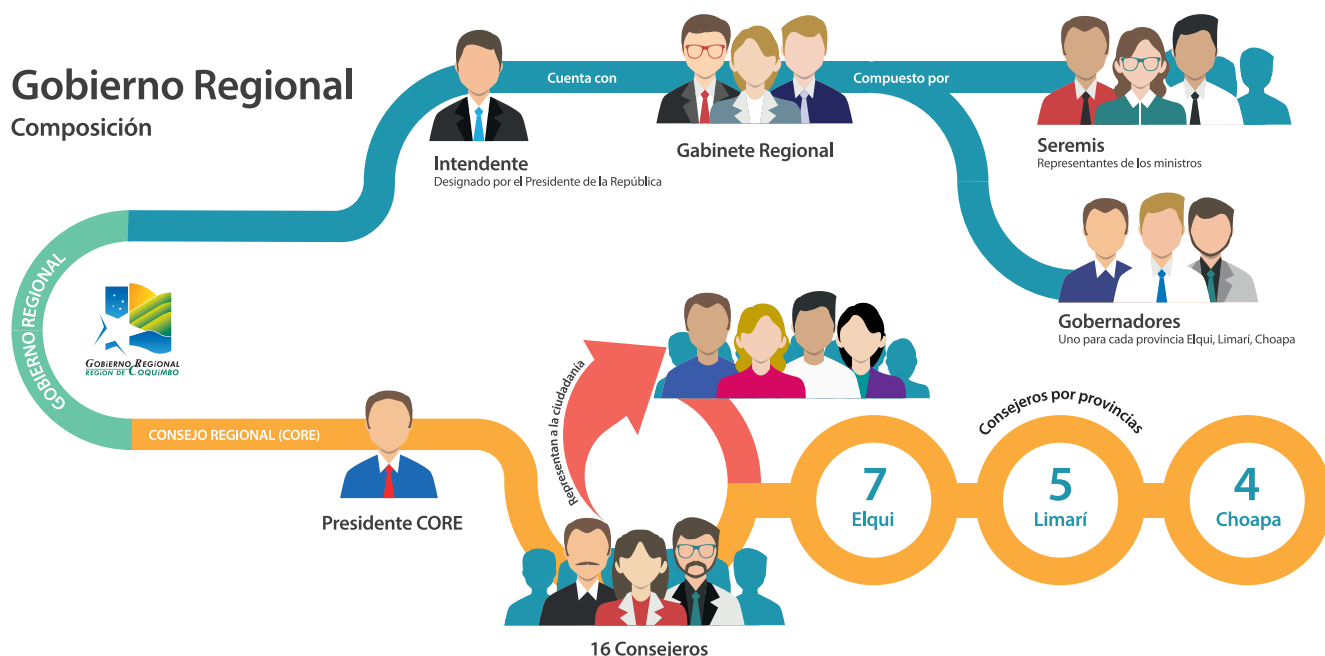 Gobierno Regional
Composición
Intendente
Designado por el Presidente de la República
Cuenta con
Gabinete Regional
Compuesto por
Seremis
Representantes de los ministros
Gobernadores
Uno para cada provincia Elqui, Limarí, Choapa
GOBIERNO REGIONAL
GOBIERNO REGIONAL
REGION DE COQUIMBO
CONSEJO REGIONAL (CORE)
Presidente CORE
Representan a la ciudadanía
16 Consejeros
Consejeros por provincias
7
Elqui
5
Limarí
4
Choapa